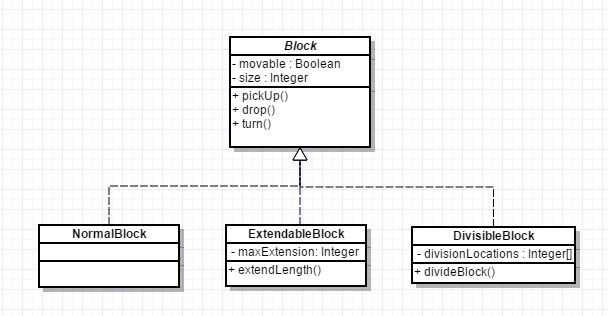 Block
- movable : Boolean
- size : Integer
+ pickUp()
+ drop()
+ turn()
NormalBlock
ExtendableBlock
- maxExtension: Integer
+ extendLength()
DivisibleBlock
- divisionLocations : Integer[]
+ divideBlock()